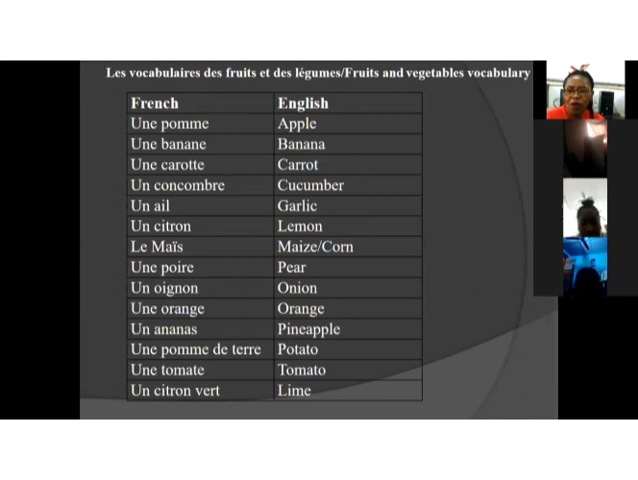 Les vocabulaires des fruits et des légumes/Fruits and vegetables vocabulary
French English
Une pomme Apple
Une banane Banana
Une carotte Carrot
Un concombre Cucumber
Un ail Garlic
Un citron Lemon
Le Maïs Maize/Corn
Une poire Pear
Un oignon Onion
Une orange Orange
Un ananas Pineapple
Une pomme de terre Potato
Une tomate Tomato
Un citron vert Lime